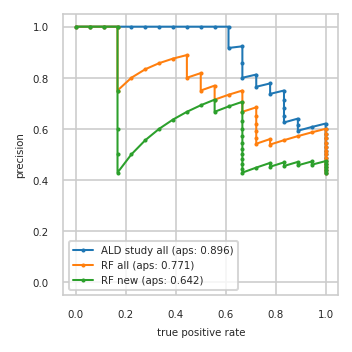 1.0
0.8
0.6
0.4
0.2
0.0
precision
ALD study all (aps: 0.896)
RF all (aps: 0.771)
RF new (aps: 0.642)
0.0 0.2 0.4 0.6 0.8 1.0
true positive rate